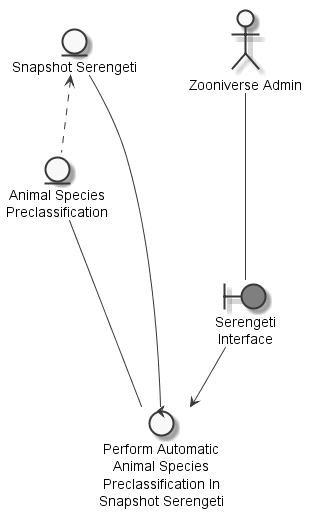 Snapshot Serengeti
Zooniverse Admin
Animal Species
Preclassification
Serengeti
Interface
Perform Automatic
Animal Species
Preclassification In
Snapshot Serengeti